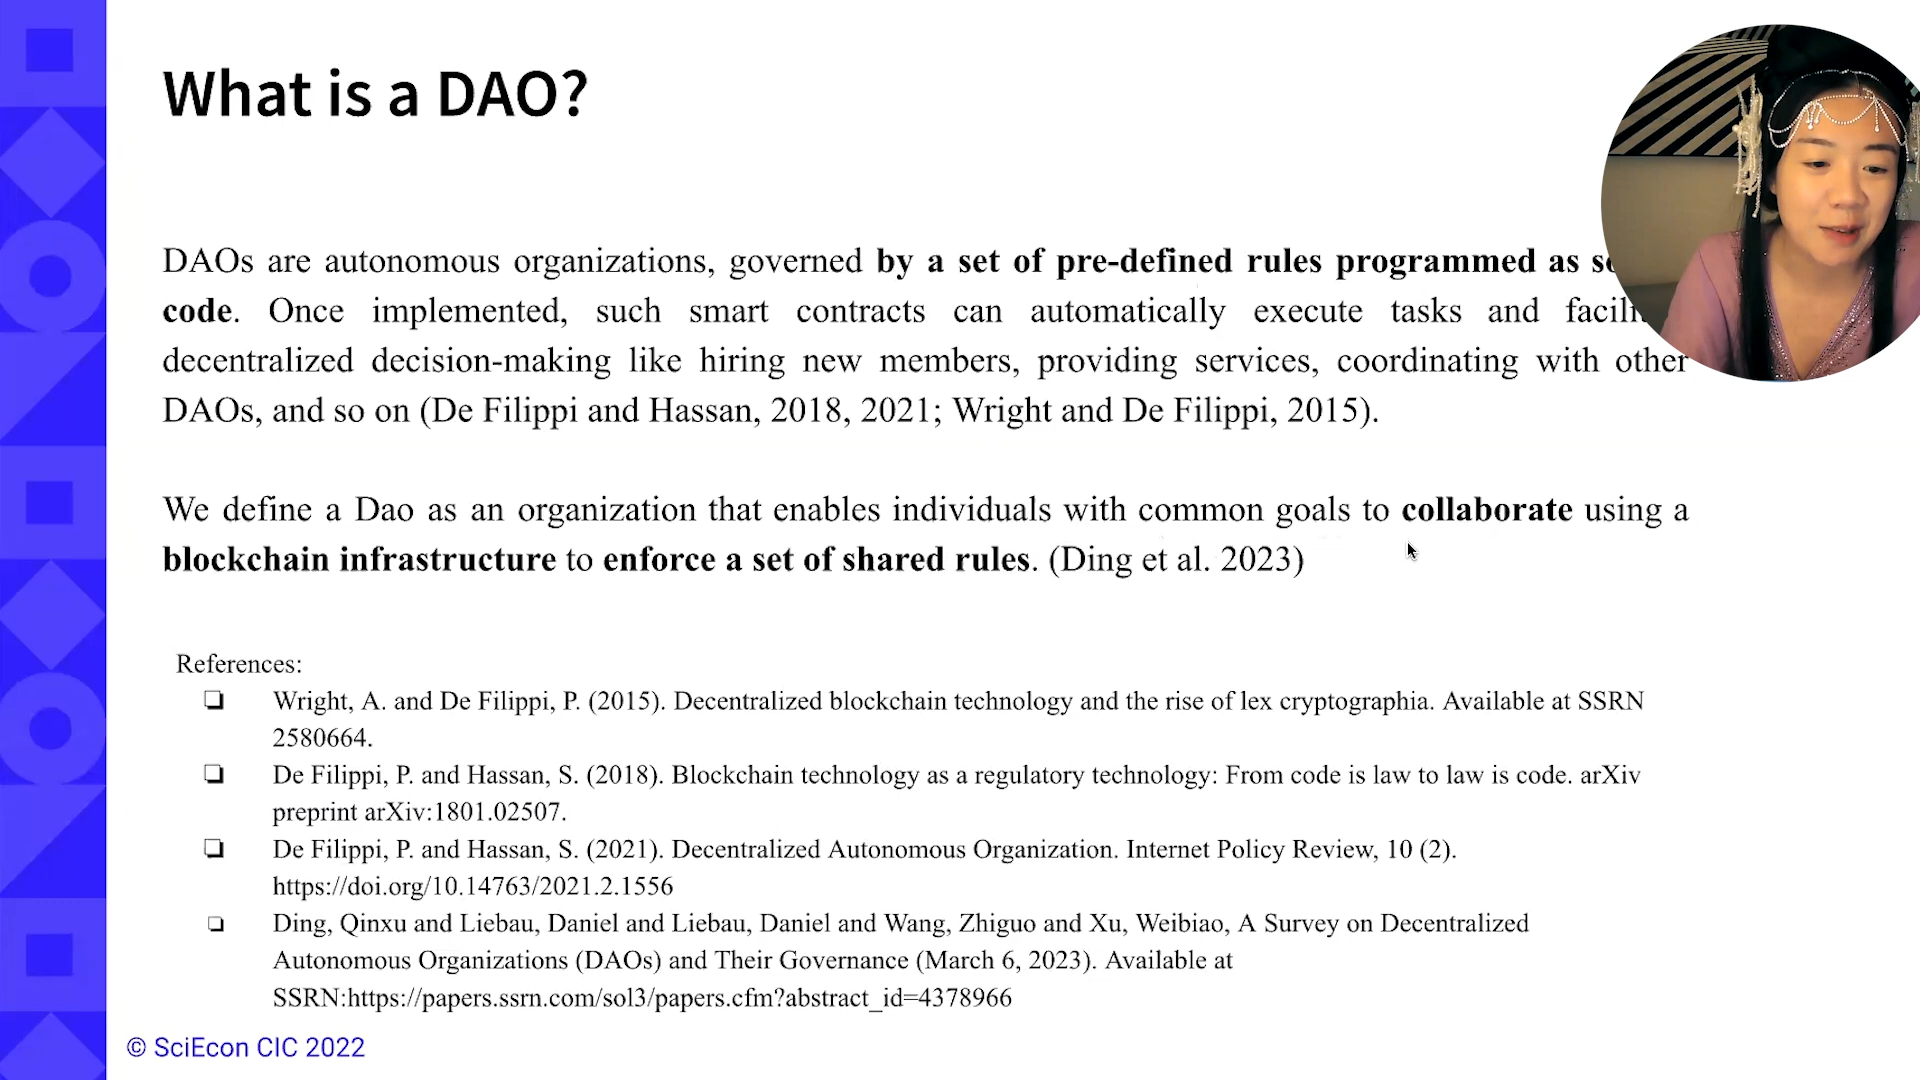 What is a DAO?
DAOs are autonomous organizations, governed by a set of pre-defined rules programmed as
code. Once implemented, such smart contracts can automatically execute tasks and
decentralized decision-making like hiring new members, providing services, coordinating with other
DAOs, and so on (De Filippi and Hassan, 2018, 2021; Wright and De Filippi, 2015).
We define a Dao as an organization that enables individuals with common goals to collaborate using a
blockchain infrastructure to enforce a set of shared rules. (Ding et al. 2023)
References:
Wright, A. and De Filippi, P. (2015). Decentralized blockchain technology and the rise of lex cryptographia. Available at SSRN
2580664.
De Filippi, P. and Hassan, S. (2018). Blockchain technology as a regulatory technology: From code is law to law is code. arXiv
preprint arXiv:1801.02507.
De Filippi, P. and Hassan, S. (2021). Decentralized Autonomous Organization. Internet Policy Review, 10 (2).
https://doi.org/10.14763/2021.2.1556
Ding, Qinxu and Liebau, Daniel and Liebau, Daniel and Wang, Zhiguo and Xu, Weibiao, A Survey on Decentralized
Autonomous Organizations (DAOs) and Their Governance (March 6, 2023). Available at
SSRN:https://papers.ssrn.com/sol3/papers.cfm?abstract_id=4378966
© SciEcon CIC 2022